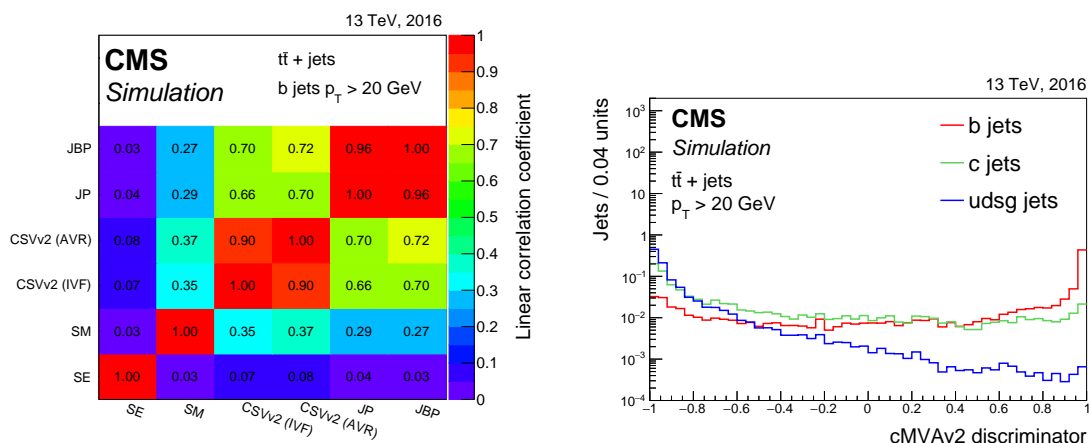 13 TeV, 2016
CMS
Simulation
tt̄ + jets
b jets p_T > 20 GeV
JBP 0.03 0.27 0.70 0.72 0.96 1.00
JP 0.04 0.29 0.66 0.70 1.00 0.96
CSVv2 (AVR) 0.08 0.37 0.90 1.00 0.70 0.72
CSVv2 (IVF) 0.07 0.35 1.00 0.90 0.66 0.70
SM 0.03 1.00 0.35 0.37 0.29 0.27
SE 1.00 0.03 0.07 0.08 0.04 0.03
SE SM CSVv2 (IVF) CSVv2 (AVR) JP JBP
1
0.9
0.8
0.7
0.6
0.5
0.4
0.3
0.2
0.1
0
Linear correlation coefficient
13 TeV, 2016
CMS
Simulation
tt̄ + jets
p_T > 20 GeV
b jets
c jets
udsg jets
Jets / 0.04 units
10³
10²
10
1
10⁻¹
10⁻²
10⁻³
10⁻⁴
−1 −0.8 −0.6 −0.4 −0.2 0 0.2 0.4 0.6 0.8 1
cMVAv2 discriminator